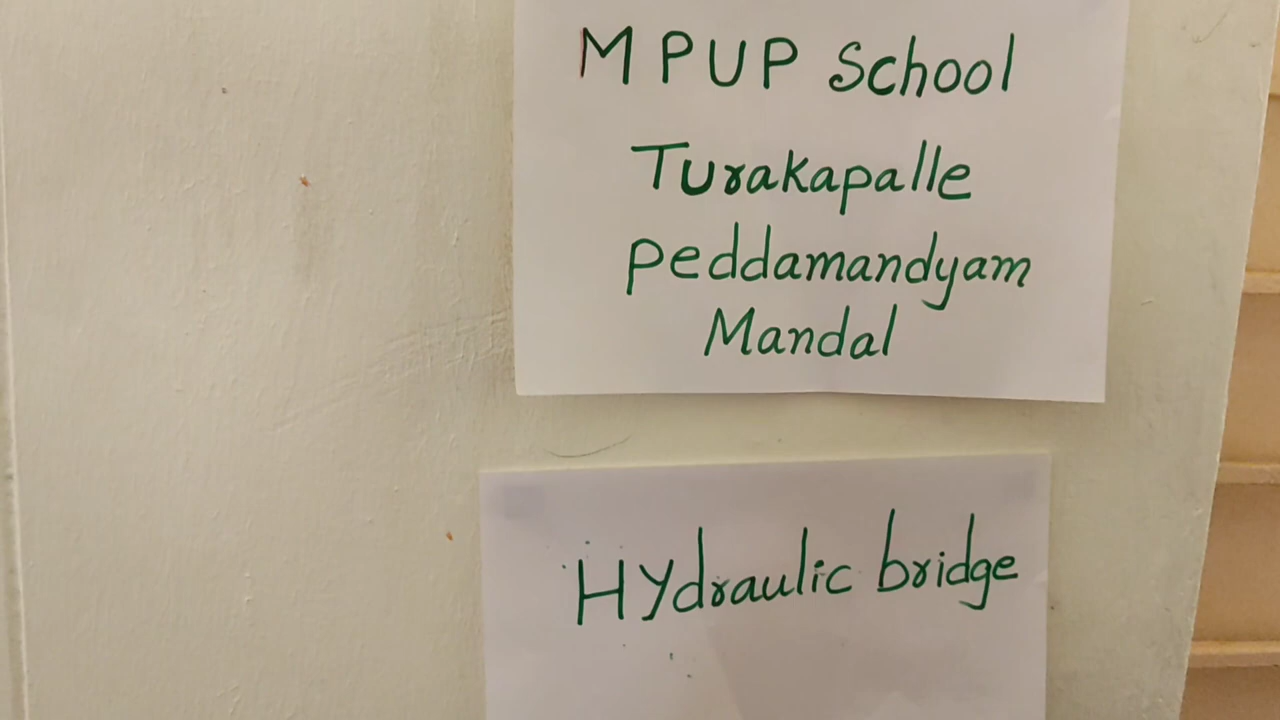 MPUP School
Turakapalle
Peddamandyam
Mandal
Hydraulic bridge